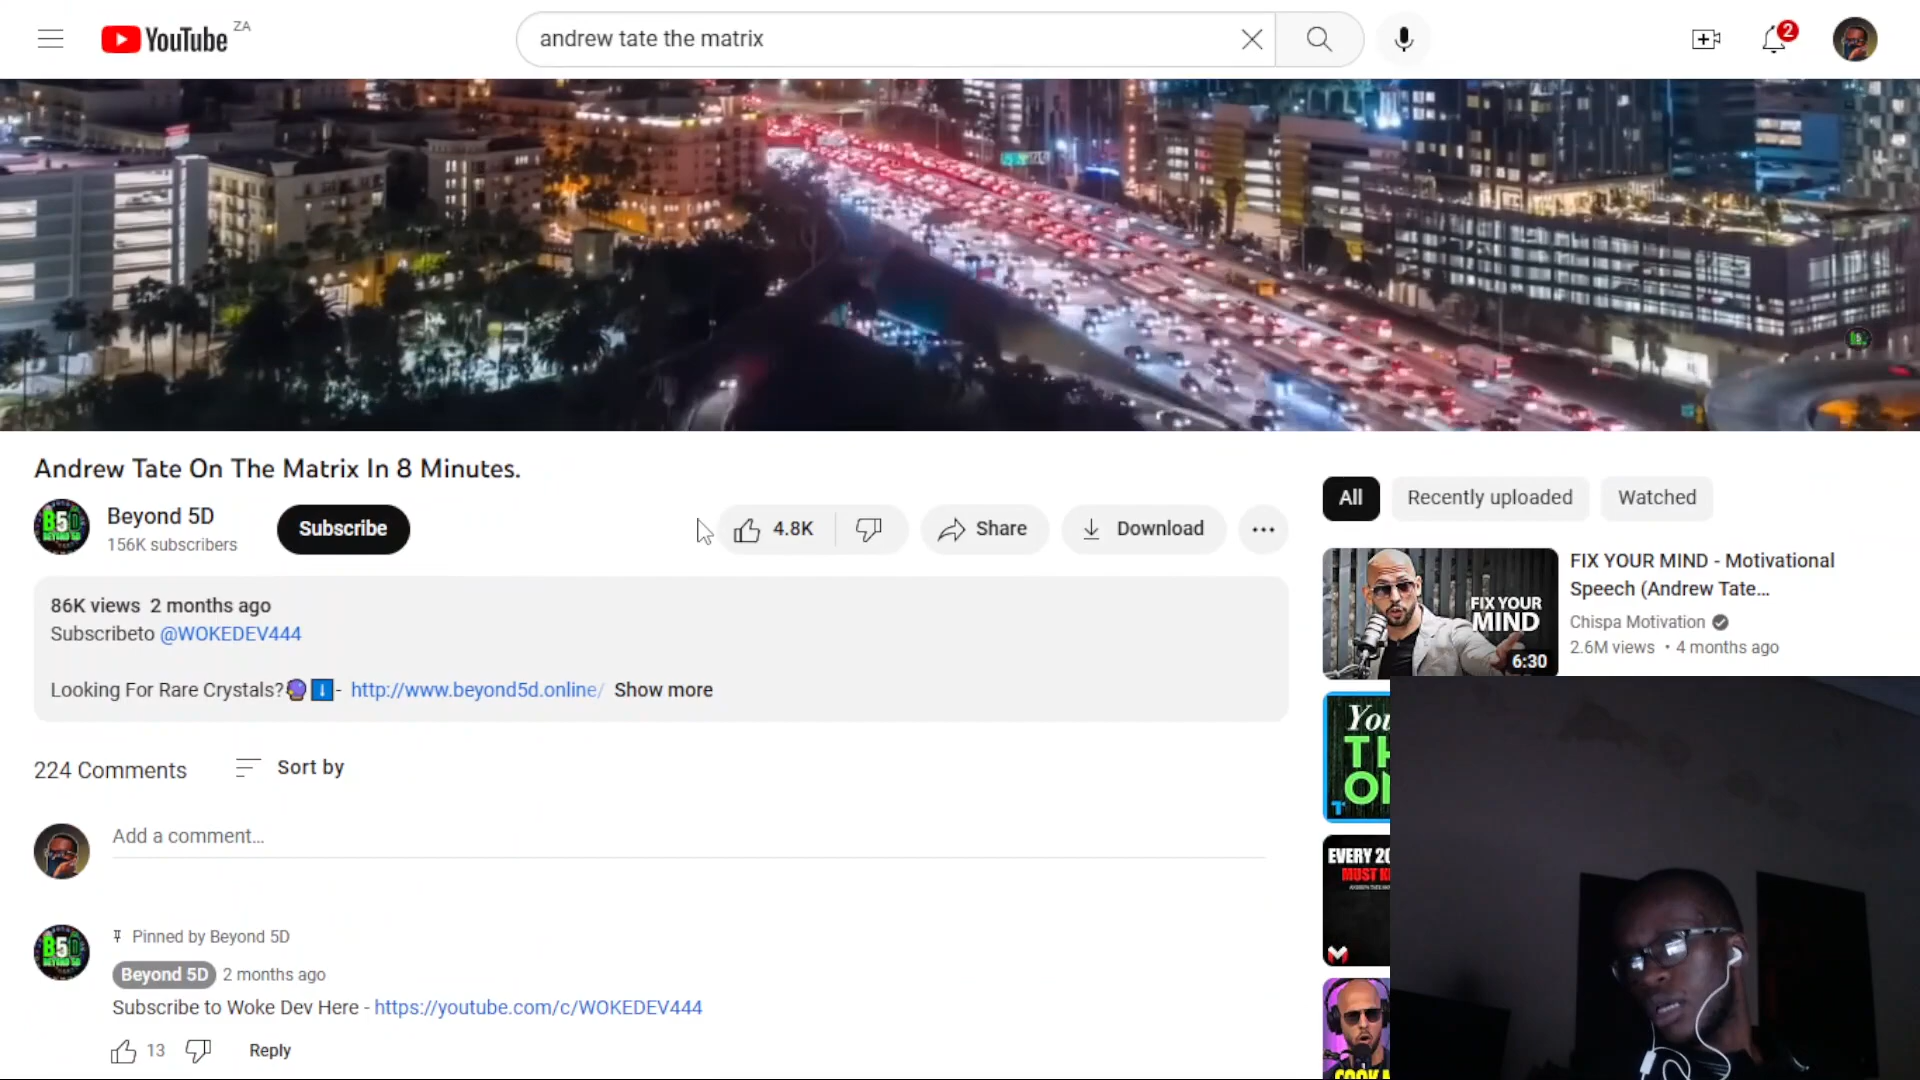 YouTube ZA
andrew tate the matrix
2
Andrew Tate On The Matrix In 8 Minutes.
Beyond 5D
156K subscribers
Subscribe
4.8K
Share
Download
86K views 2 months ago
Subscribeto @WOKEDEV444
Looking For Rare Crystals?🔮⬇️- http://www.beyond5d.online/ Show more
224 Comments
Sort by
Add a comment...
Pinned by Beyond 5D
Beyond 5D 2 months ago
Subscribe to Woke Dev Here - https://youtube.com/c/WOKEDEV444
13
Reply
All
Recently uploaded
Watched
FIX YOUR
MIND
6:30
FIX YOUR MIND - Motivational
Speech (Andrew Tate...
Chispa Motivation
2.6M views • 4 months ago
EVERY 20